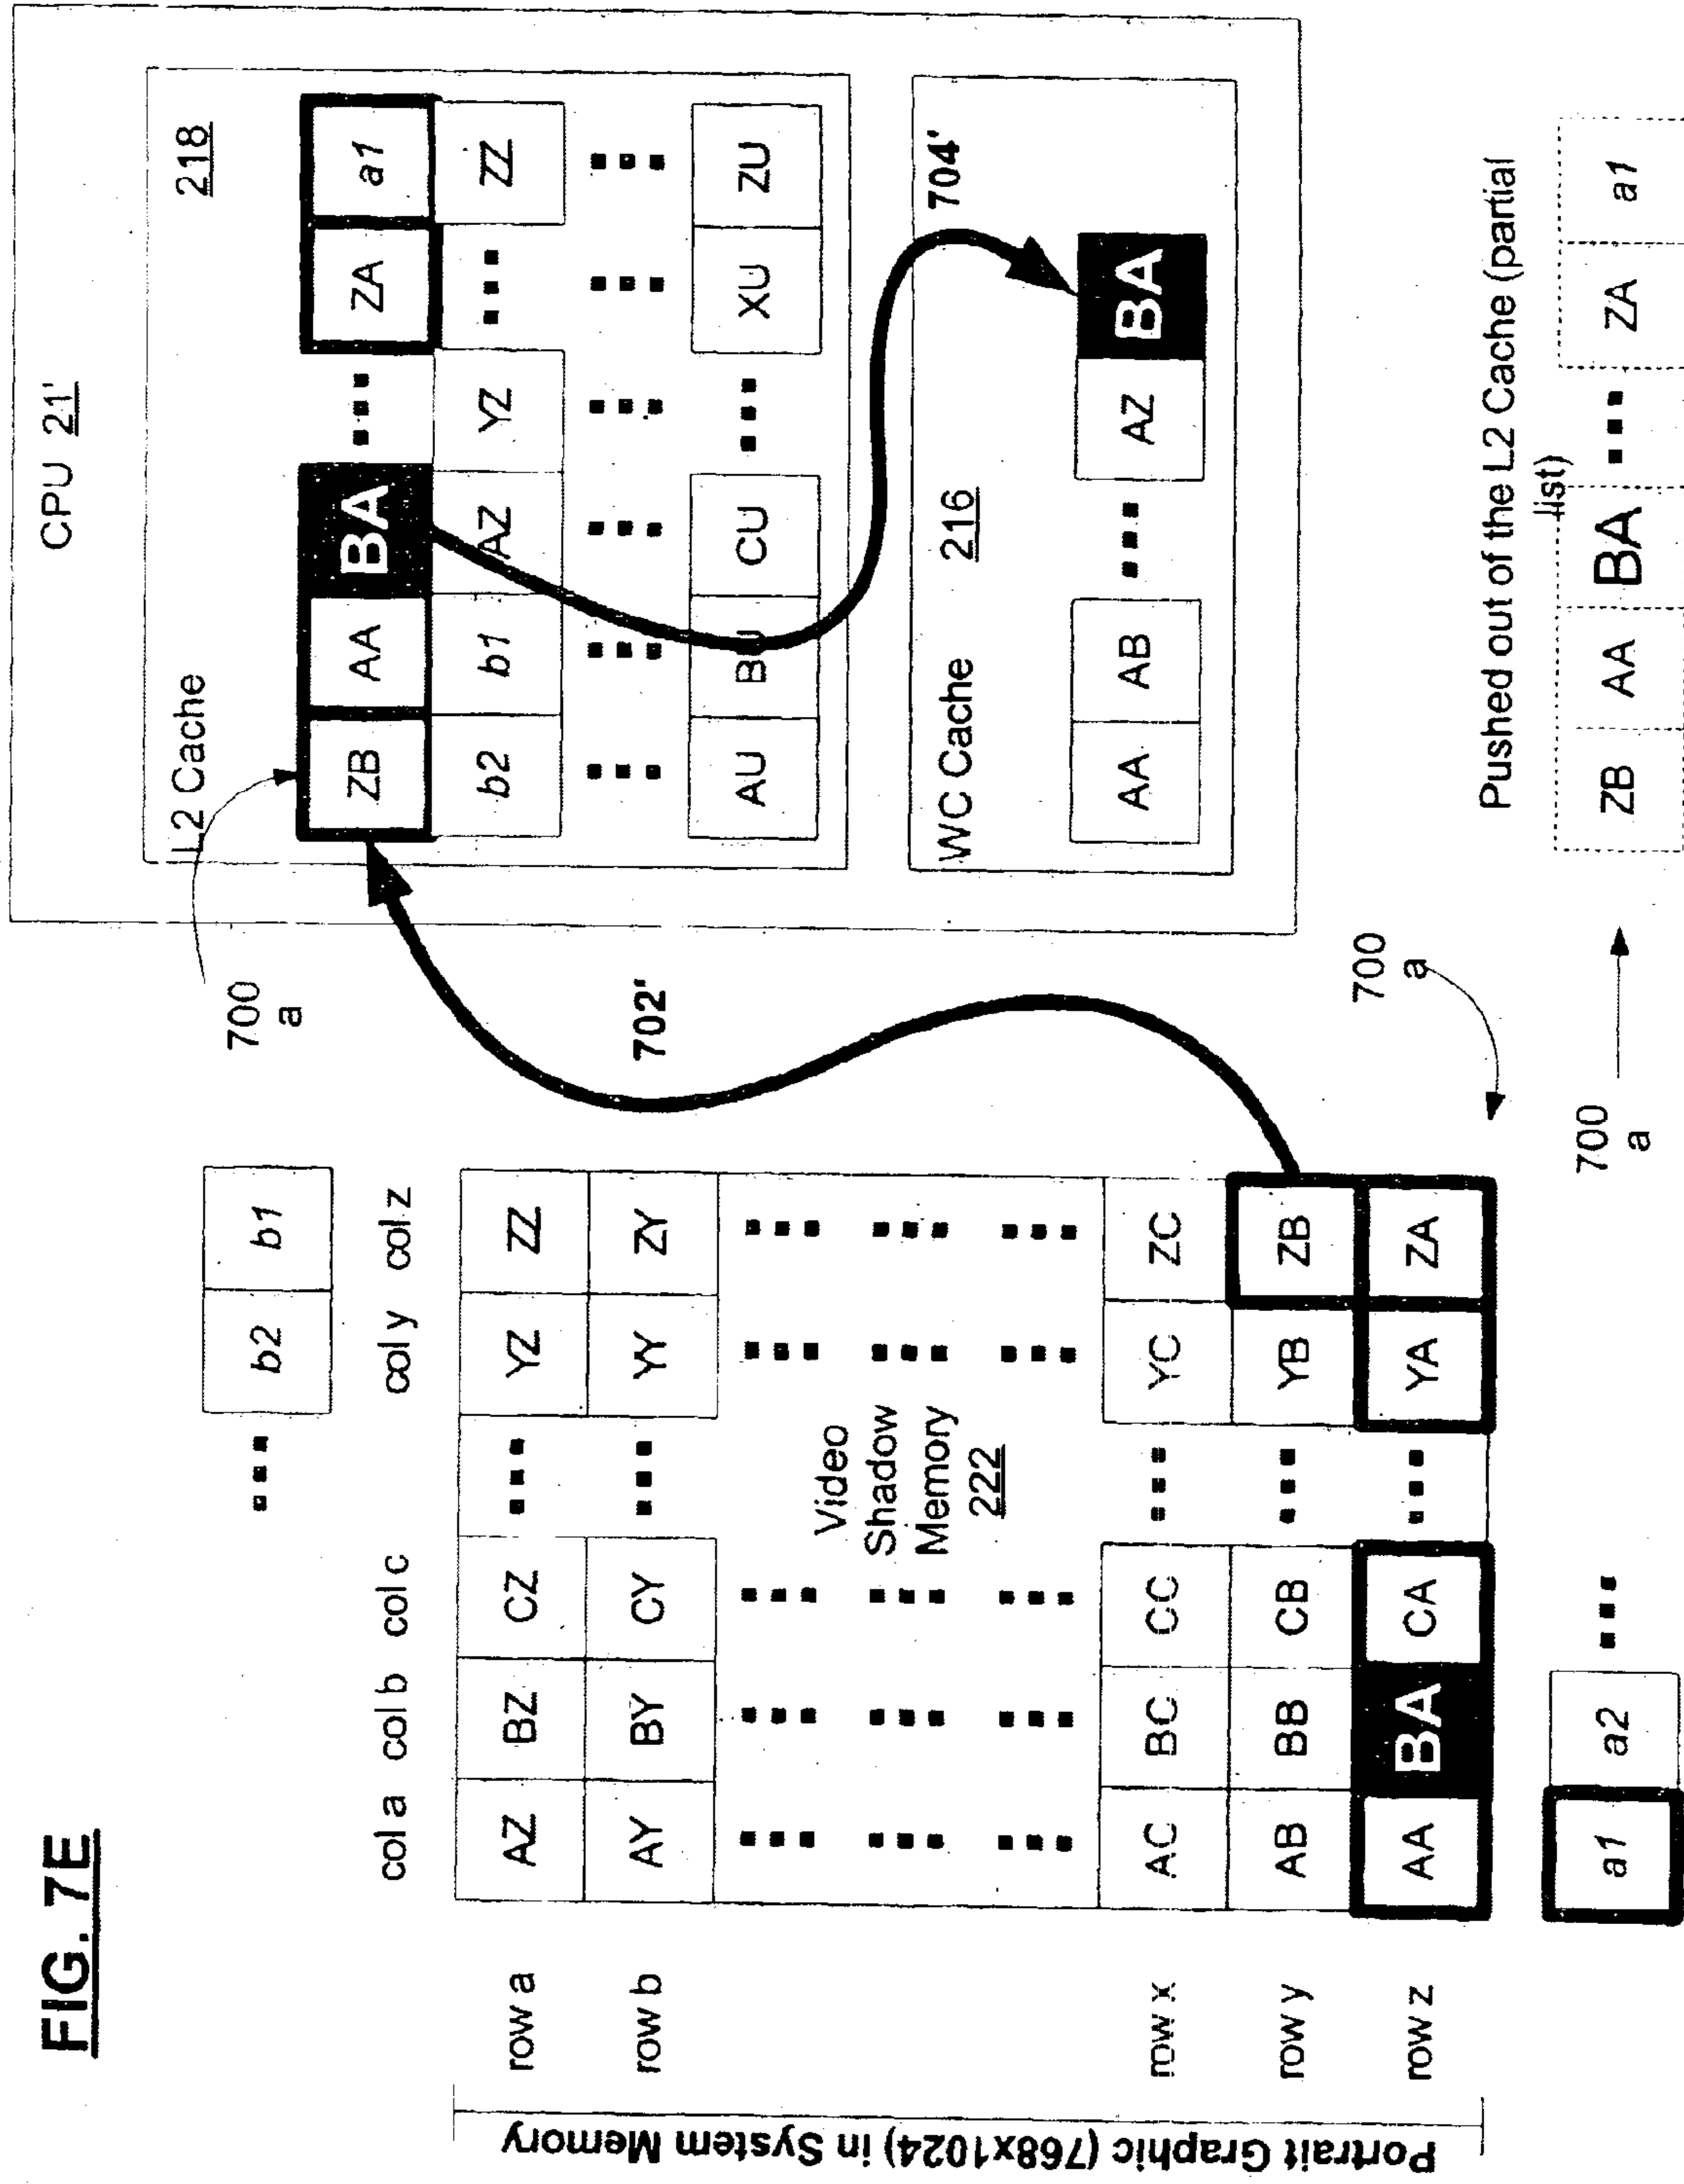 FIG. 7E
Portrait Graphic (768x1024) in System Memory
b2 b1
col a col b col c col y col z
row a AZ BZ CZ YZ ZZ
row b AY BY CY YY ZY
Video
Shadow
Memory
222
row x AC BC CC YC ZC
row y AB BB CB YB ZB
row z AA BA CA YA ZA
a1 a2
700
a
702'
700
a
700
a
CPU 21'
L2 Cache 218
ZB AA BA ZA a1
b2 b1 AZ YZ ZZ
AU BU CU XU ZU
704'
WC Cache 216
AA AB AZ BA
Pushed out of the L2 Cache (partial
list)
ZB AA BA ZA a1